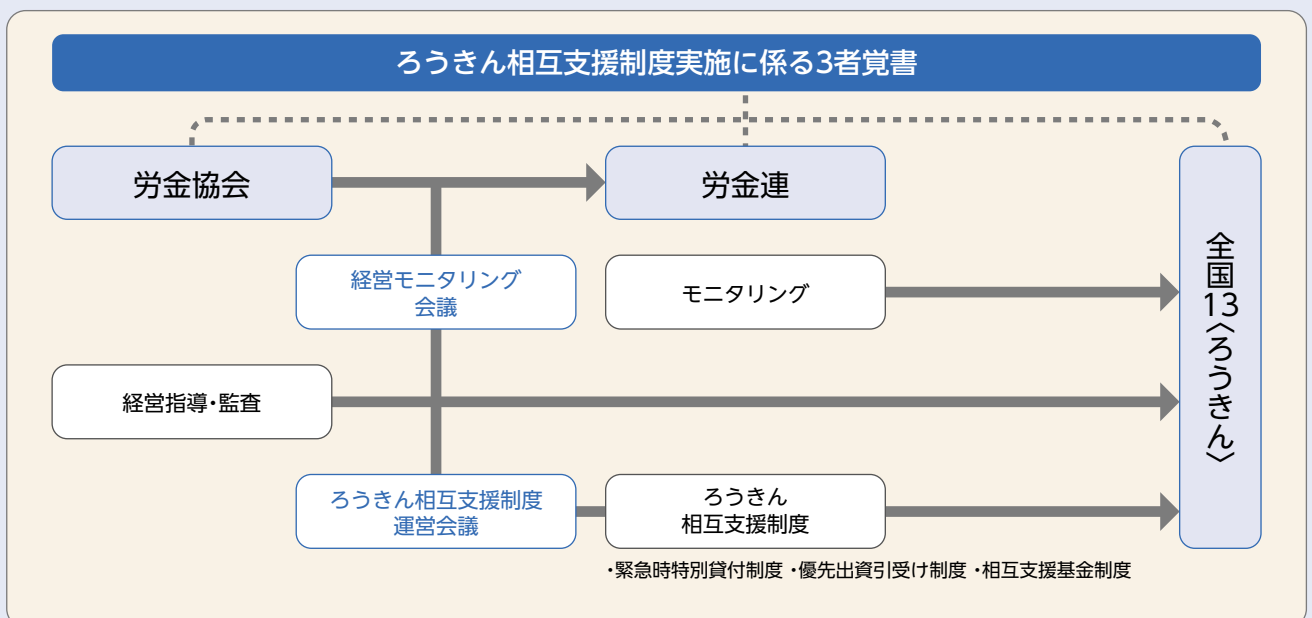 ろうきん相互支援制度実施に係る3者覚書
労金協会
労金連
全国13〈ろうきん〉
経営モニタリング
会議
モニタリング
経営指導・監査
ろうきん相互支援制度
運営会議
ろうきん
相互支援制度
・緊急時特別貸付制度 ・優先出資引受け制度 ・相互支援基金制度